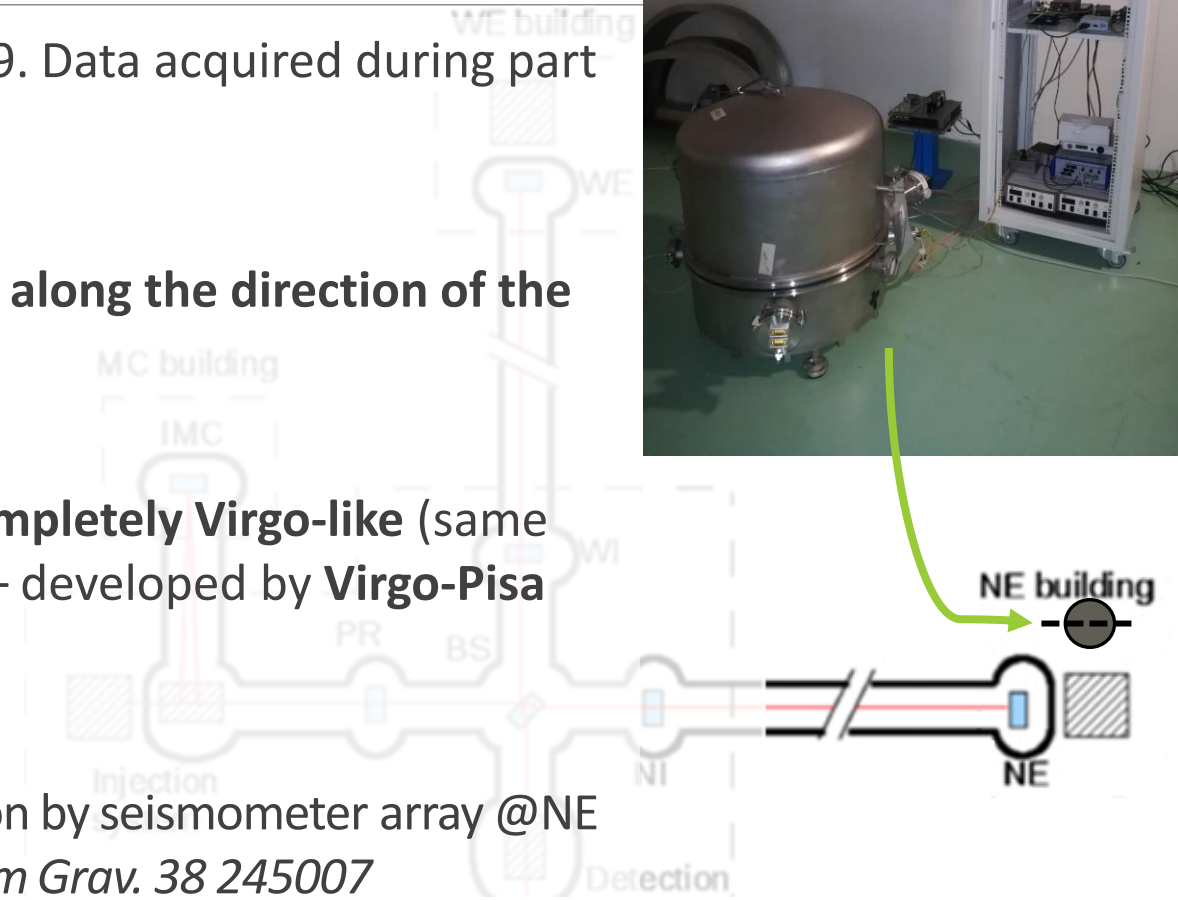 WE building
9. Data acquired during part
WE
along the direction of the
MC building
IMC
mpletely Virgo-like (same
WI
- developed by Virgo-Pisa
NE building
PR
BS
NI
NE
Injection
on by seismometer array @NE
m Grav. 38 245007
Detection